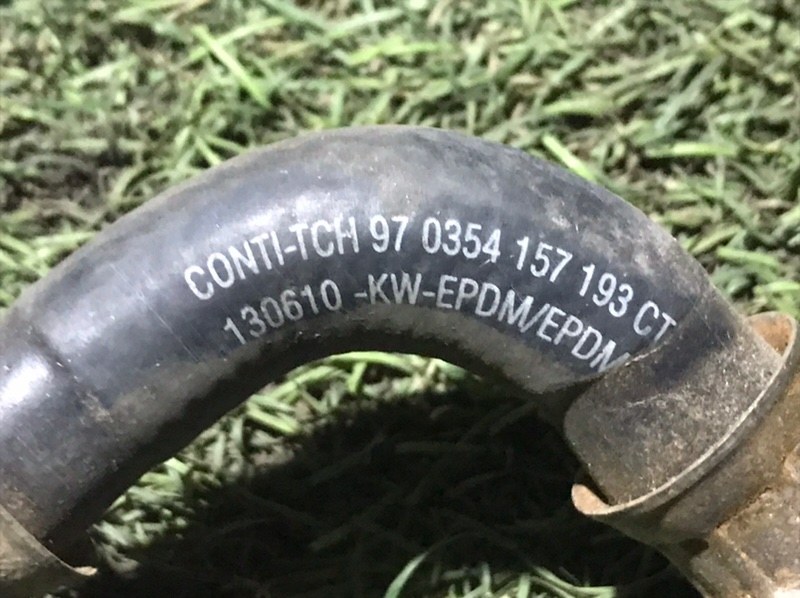 CONTI-TCH 97 0354 157 193 CT
130610 -KW-EPDM/EPDM